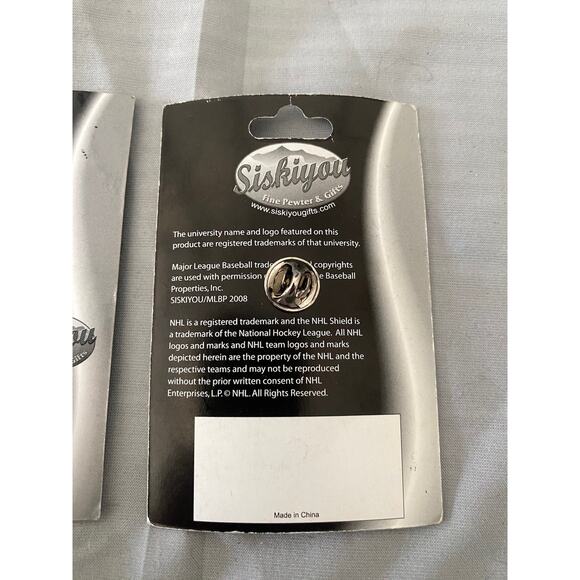 Siskiyou
Fine Pewter & Gifts
www.siskiyougifts.com
The university name and logo featured on this
product are registered trademarks of that university.
Major League Baseball trade d copyrights
are used with permission e Baseball
Properties, Inc.
SISKIYOU/MLBP 2008
NHL is a registered trademark and the NHL Shield is
a trademark of the National Hockey League. All NHL
logos and marks and NHL team logos and marks
depicted herein are the property of the NHL and the
respective teams and may not be reproduced
without the prior written consent of NHL
Enterprises, L.P. © NHL. All Rights Reserved.
Made in China
you
Gifts